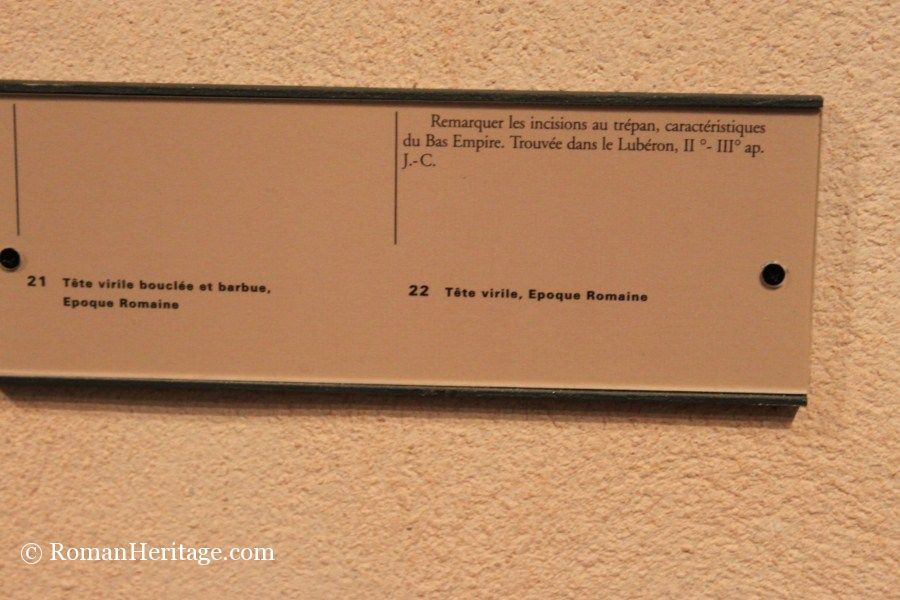 Remarquer les incisions au trépan, caractéristiques
du Bas Empire. Trouvée dans le Lubéron, II °- III° ap.
J.-C.
21 Tête virile bouclée et barbue,
Epoque Romaine
22 Tête virile, Epoque Romaine
© RomanHeritage.com